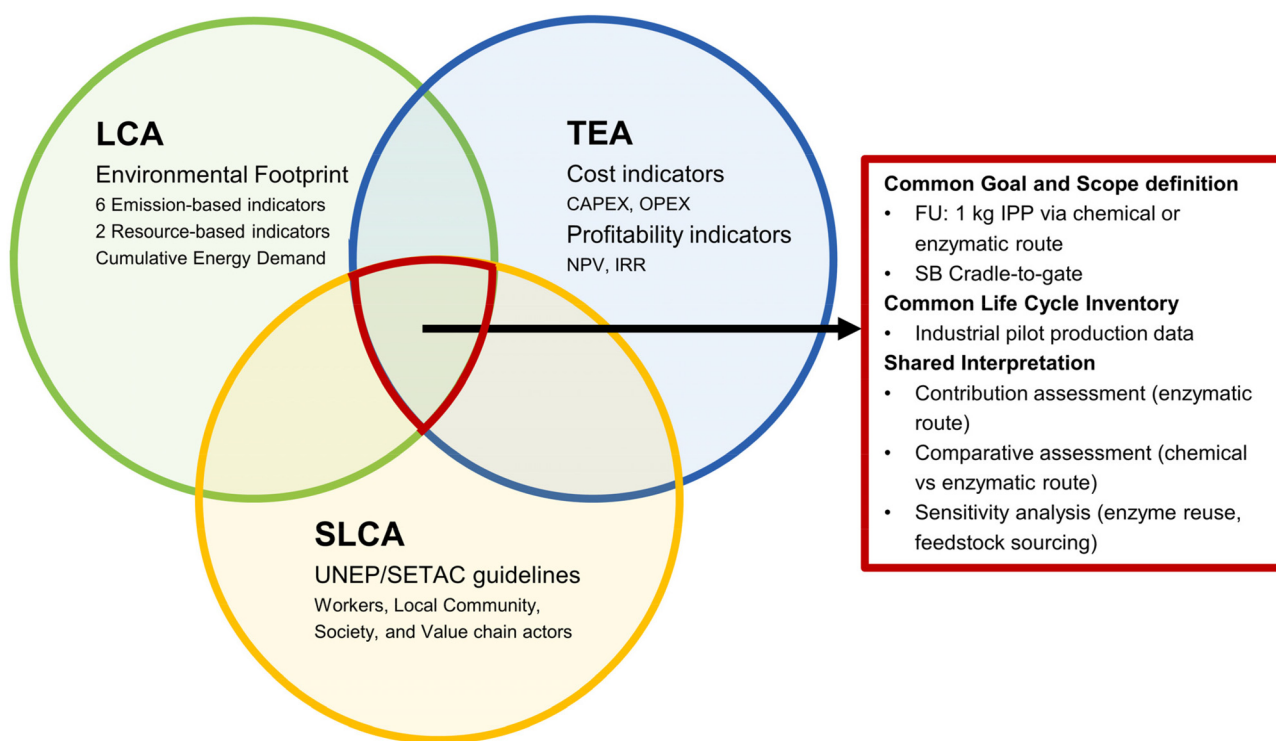 LCA
Environmental Footprint
6 Emission-based indicators
2 Resource-based indicators
Cumulative Energy Demand
TEA
Cost indicators
CAPEX, OPEX
Profitability indicators
NPV, IRR
SLCA
UNEP/SETAC guidelines
Workers, Local Community,
Society, and Value chain actors
Common Goal and Scope definition
• FU: 1 kg IPP via chemical or
enzymatic route
• SB Cradle-to-gate
Common Life Cycle Inventory
• Industrial pilot production data
Shared Interpretation
• Contribution assessment (enzymatic
route)
• Comparative assessment (chemical
vs enzymatic route)
• Sensitivity analysis (enzyme reuse,
feedstock sourcing)